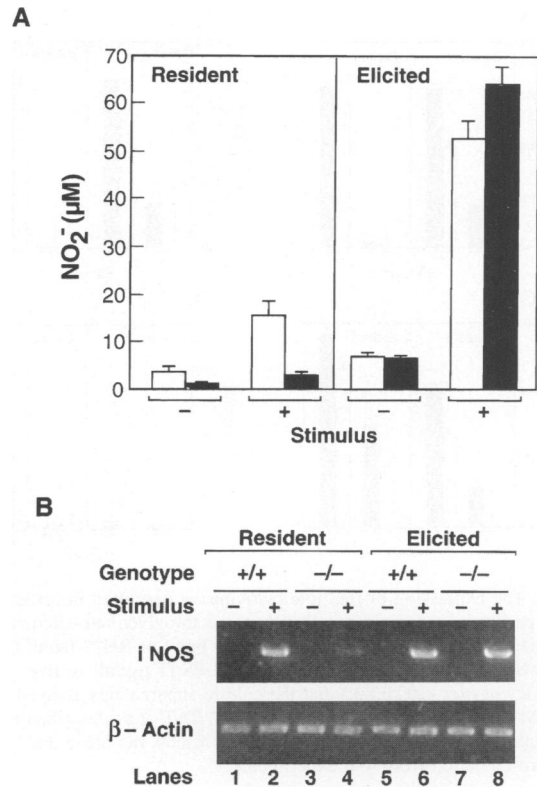 A
70
Resident Elicited
60
50
40
30
20
10
0
NO2⁻ (µM)
− + − +
Stimulus
B
Resident Elicited
Genotype +/+ −/− +/+ −/−
Stimulus − + − + − + − +
i NOS
β− Actin
Lanes 1 2 3 4 5 6 7 8